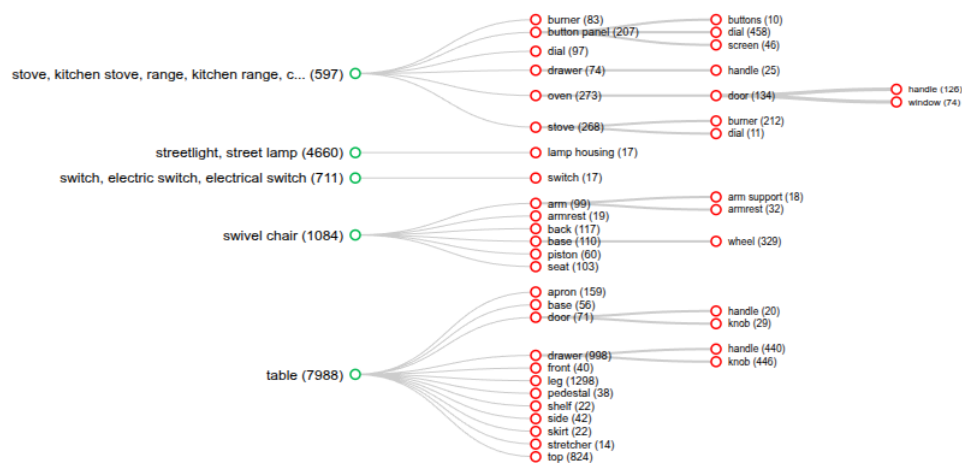 burner (83)
buttons (10)
button panel (207)
dial (458)
screen (46)
dial (97)
stove, kitchen stove, range, kitchen range, c... (597)
drawer (74)
handle (25)
handle (126)
oven (273)
door (134)
window (74)
burner (212)
stove (268)
dial (11)
streetlight, street lamp (4660)
lamp housing (17)
switch, electric switch, electrical switch (711)
switch (17)
arm support (18)
arm (99)
armrest (32)
armrest (19)
back (117)
swivel chair (1084)
base (110)
wheel (329)
piston (60)
seat (103)
apron (159)
base (56)
handle (20)
door (71)
knob (29)
handle (440)
drawer (998)
knob (446)
front (40)
table (7988)
leg (1298)
pedestal (38)
shelf (22)
side (42)
skirt (22)
stretcher (14)
top (824)